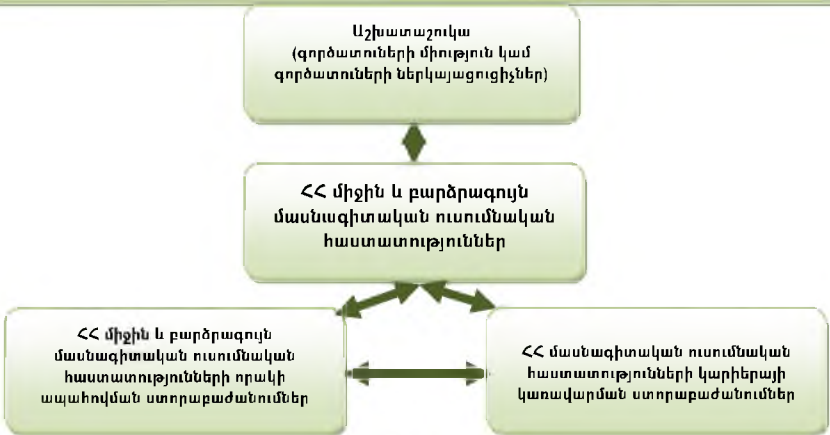 Աշխատաշուկա
(գործատուների միություն կամ
գործատուների ներկայացուցիչներ)
ՀՀ միջին և բարձրագույն
մասնագիտական ուսումնական
հաստատություններ
ՀՀ միջին և բարձրագույն
մասնագիտական ուսումնական
հաստատությունների որակի
ապահովման ստորաբաժանումներ
ՀՀ մասնագիտական ուսումնական
հաստատությունների կարիերայի
կառավարման ստորաբաժանումներ